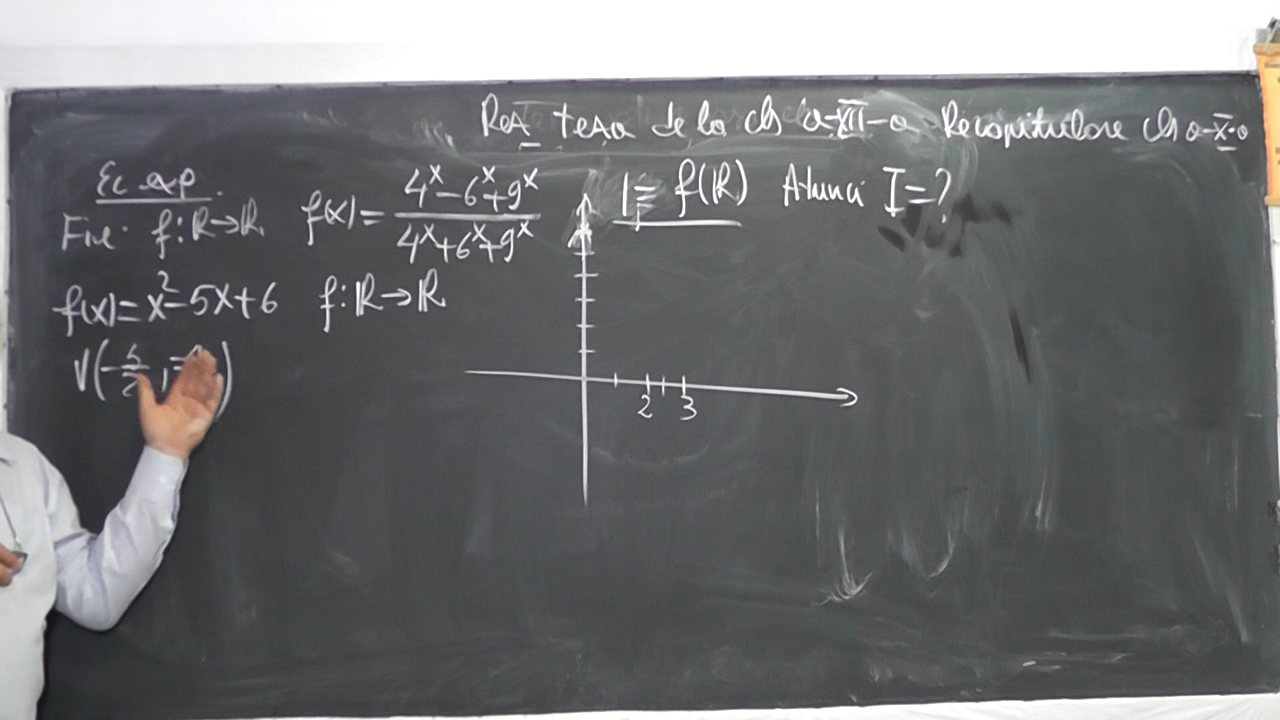 Rez teza de la cls a-XII-a Recapitulare cls a-X-a
Ec. exp.
Fie: f:ℝ→ℝ f(x)= (4^x-6^x+9^x)/(4^x+6^x+9^x) I = f(ℝ) Atunci I=?
f(x)=x²-5x+6 f:ℝ→ℝ
2 3